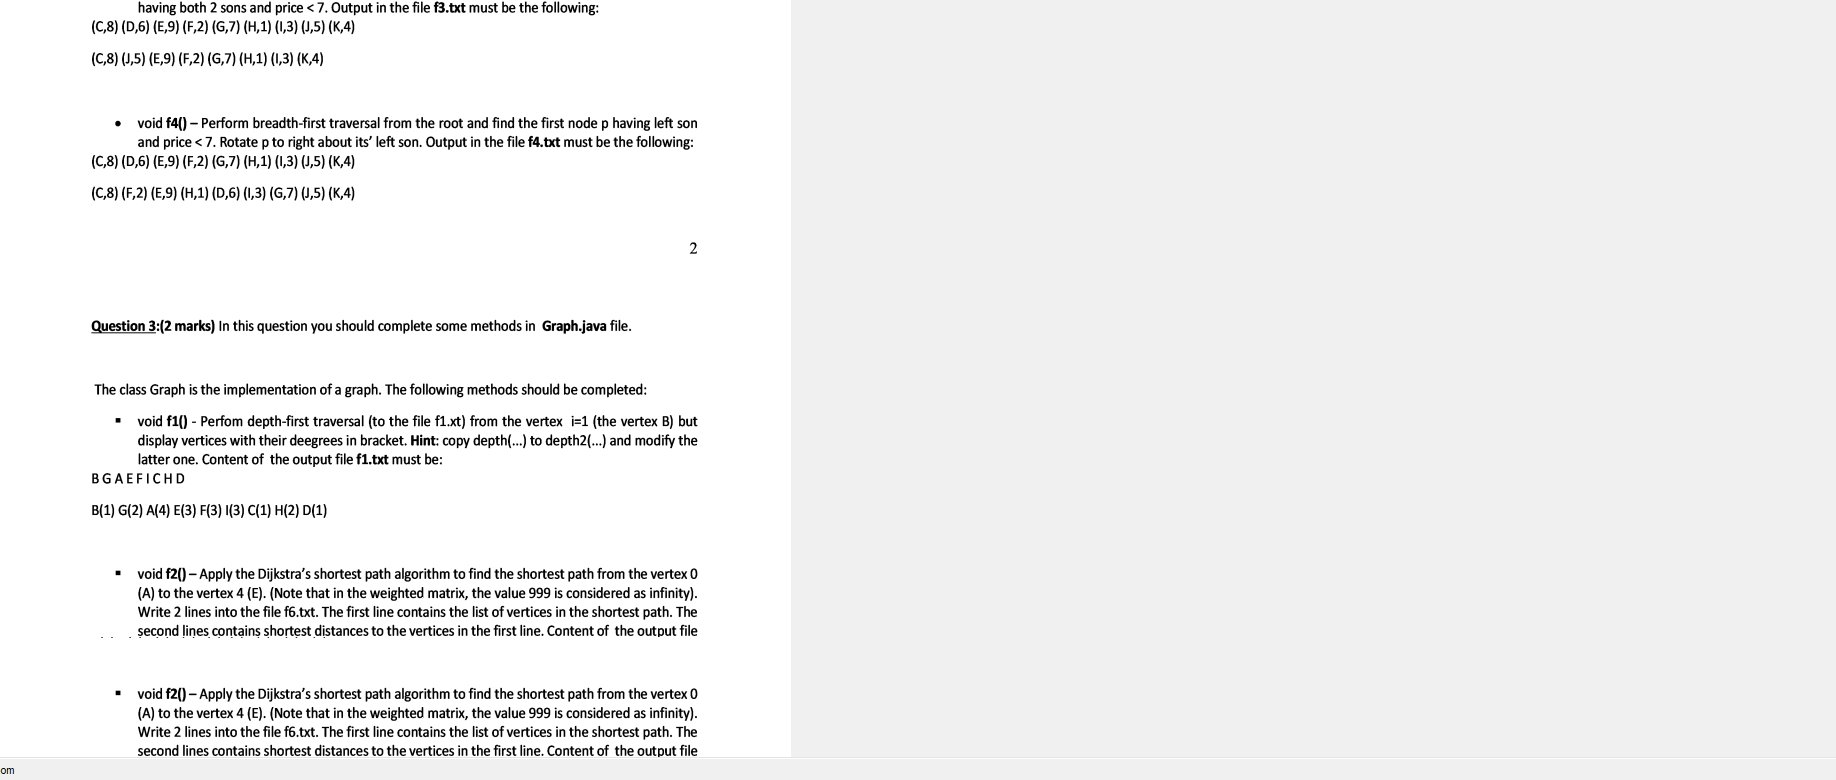 having both 2 sons and price < 7. Output in the file f3.txt must be the following:
(C,8) (D,6) (E,9) (F,2) (G,7) (H,1) (I,3) (J,5) (K,4)
(C,8) (J,5) (E,9) (F,2) (G,7) (H,1) (I,3) (K,4)
• void f4() – Perform breadth-first traversal from the root and find the first node p having left son
and price < 7. Rotate p to right about its’ left son. Output in the file f4.txt must be the following:
(C,8) (D,6) (E,9) (F,2) (G,7) (H,1) (I,3) (J,5) (K,4)
(C,8) (F,2) (E,9) (H,1) (D,6) (I,3) (G,7) (J,5) (K,4)
2
Question 3:(2 marks) In this question you should complete some methods in Graph.java file.
The class Graph is the implementation of a graph. The following methods should be completed:
▪ void f1() - Perfom depth-first traversal (to the file f1.xt) from the vertex i=1 (the vertex B) but
display vertices with their deegrees in bracket. Hint: copy depth(...) to depth2(...) and modify the
latter one. Content of the output file f1.txt must be:
B G A E F I C H D
B(1) G(2) A(4) E(3) F(3) I(3) C(1) H(2) D(1)
▪ void f2() – Apply the Dijkstra’s shortest path algorithm to find the shortest path from the vertex 0
(A) to the vertex 4 (E). (Note that in the weighted matrix, the value 999 is considered as infinity).
Write 2 lines into the file f6.txt. The first line contains the list of vertices in the shortest path. The
second lines contains shortest distances to the vertices in the first line. Content of the output file
▪ void f2() – Apply the Dijkstra’s shortest path algorithm to find the shortest path from the vertex 0
(A) to the vertex 4 (E). (Note that in the weighted matrix, the value 999 is considered as infinity).
Write 2 lines into the file f6.txt. The first line contains the list of vertices in the shortest path. The
second lines contains shortest distances to the vertices in the first line. Content of the output file
om